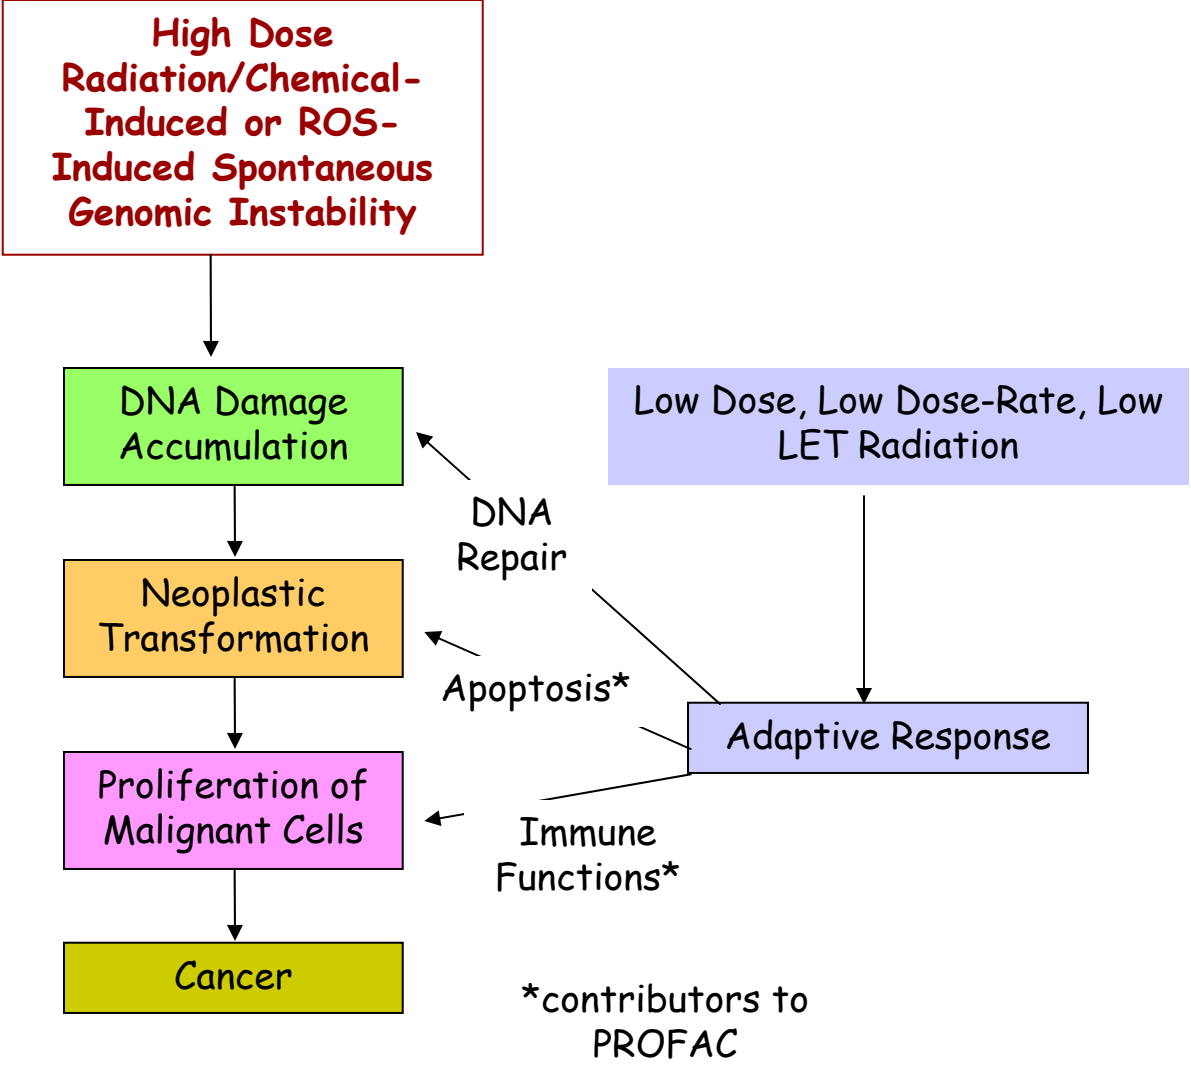 High Dose
Radiation/Chemical-
Induced or ROS-
Induced Spontaneous
Genomic Instability
DNA Damage
Accumulation
Low Dose, Low Dose-Rate, Low
LET Radiation
DNA
Repair
Neoplastic
Transformation
Apoptosis*
Adaptive Response
Proliferation of
Malignant Cells
Immune
Functions*
Cancer
*contributors to
PROFAC